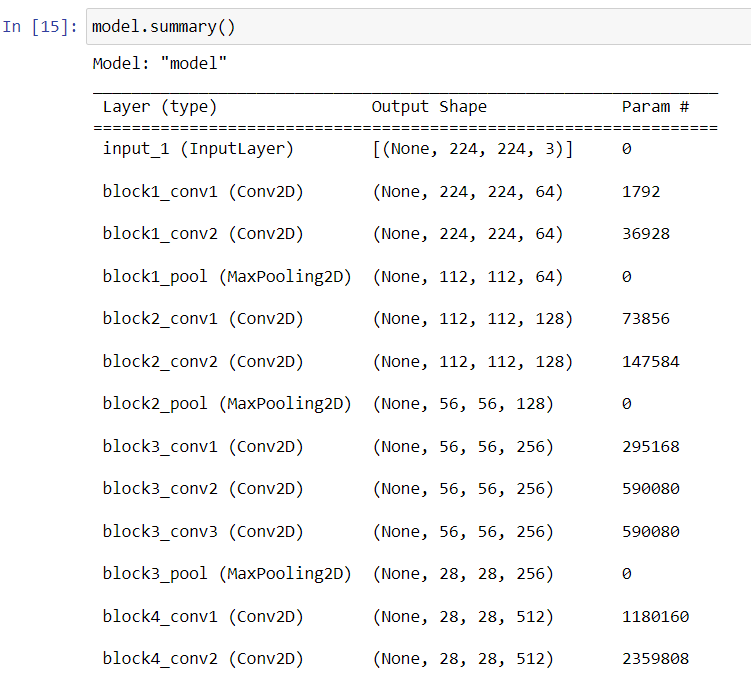 In [15]: model.summary()
Model: "model"
_________________________________________________________________
Layer (type) Output Shape Param #
=================================================================
input_1 (InputLayer) [(None, 224, 224, 3)] 0
block1_conv1 (Conv2D) (None, 224, 224, 64) 1792
block1_conv2 (Conv2D) (None, 224, 224, 64) 36928
block1_pool (MaxPooling2D) (None, 112, 112, 64) 0
block2_conv1 (Conv2D) (None, 112, 112, 128) 73856
block2_conv2 (Conv2D) (None, 112, 112, 128) 147584
block2_pool (MaxPooling2D) (None, 56, 56, 128) 0
block3_conv1 (Conv2D) (None, 56, 56, 256) 295168
block3_conv2 (Conv2D) (None, 56, 56, 256) 590080
block3_conv3 (Conv2D) (None, 56, 56, 256) 590080
block3_pool (MaxPooling2D) (None, 28, 28, 256) 0
block4_conv1 (Conv2D) (None, 28, 28, 512) 1180160
block4_conv2 (Conv2D) (None, 28, 28, 512) 2359808